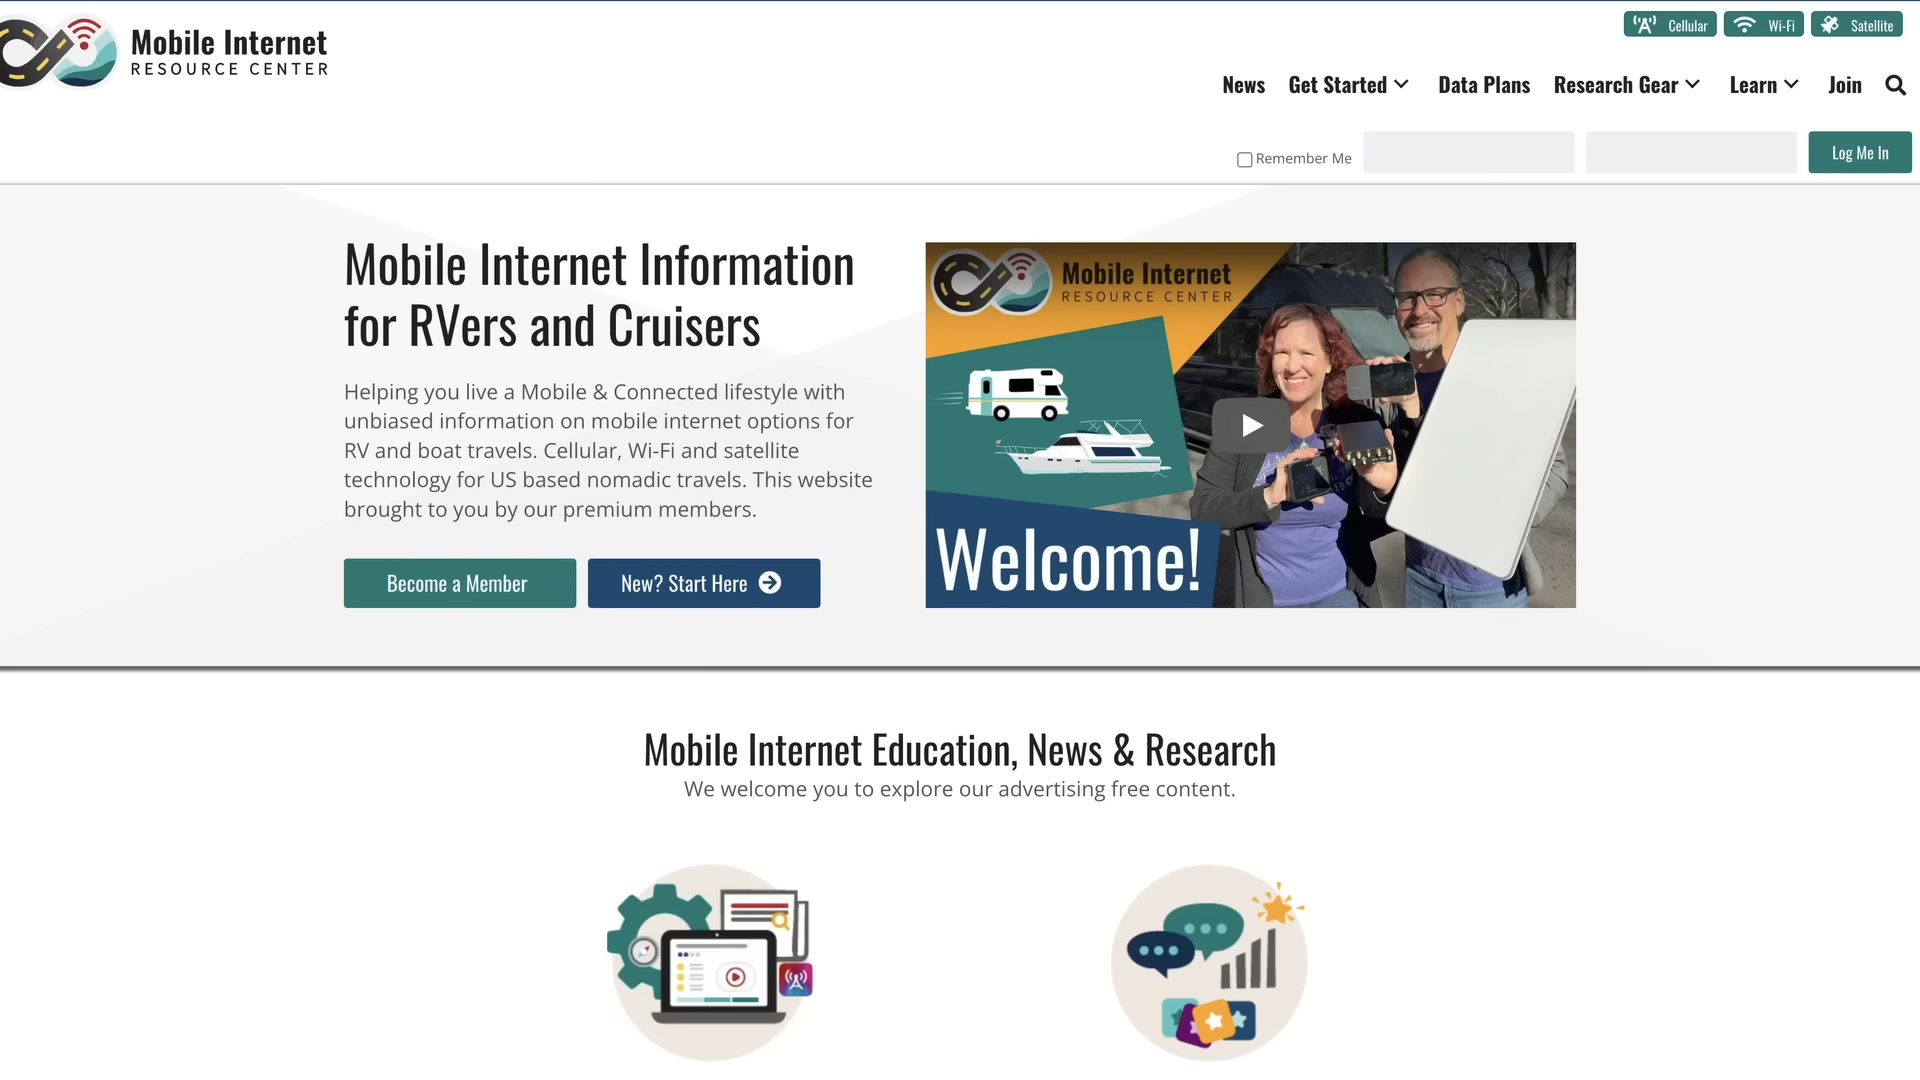 Mobile Internet
RESOURCE CENTER
Cellular
Wi-Fi
Satellite
News
Get Started
Data Plans
Research Gear
Learn
Join
Remember Me
Log Me In
Mobile Internet Information
for RVers and Cruisers
Helping you live a Mobile & Connected lifestyle with
unbiased information on mobile internet options for
RV and boat travels. Cellular, Wi-Fi and satellite
technology for US based nomadic travels. This website
brought to you by our premium members.
Become a Member
New? Start Here
Mobile Internet
RESOURCE CENTER
Welcome!
Mobile Internet Education, News & Research
We welcome you to explore our advertising free content.